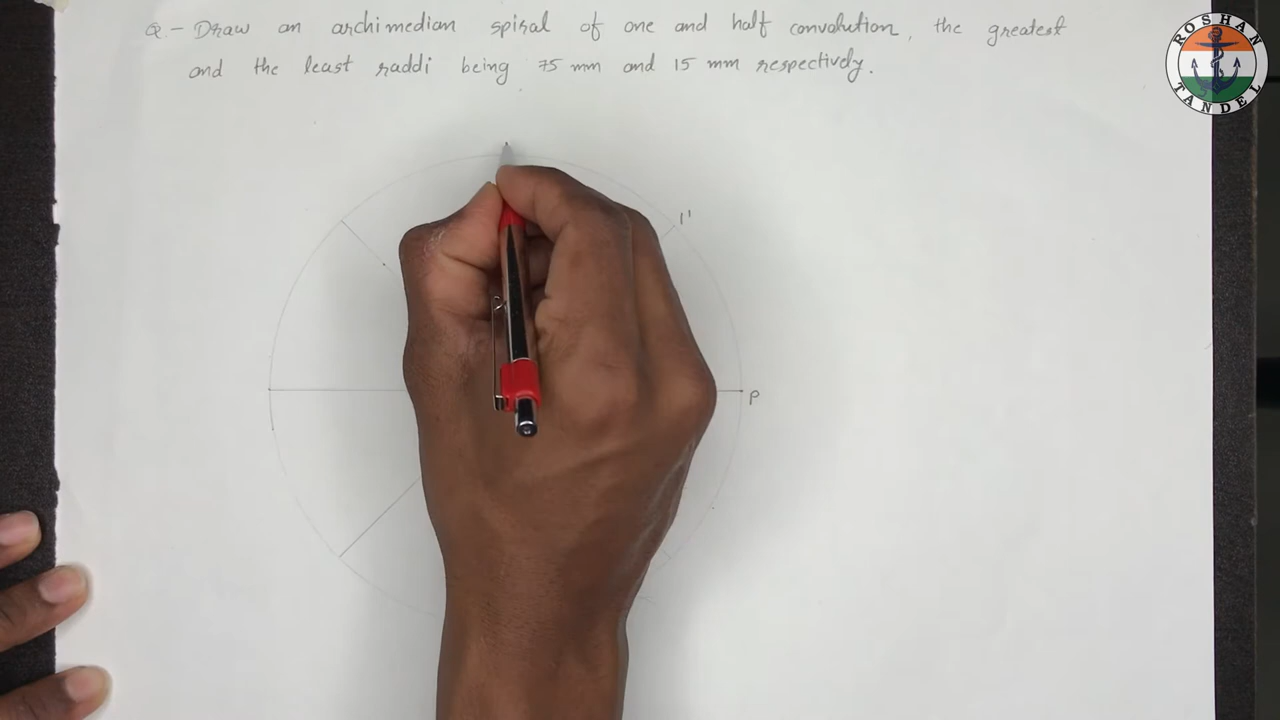 Q.- Draw an archimedian spiral of one and half convolution, the greatest
and the least raddi being 75 mm and 15 mm respectively.
ROSHAN
TANDEL
1'
P